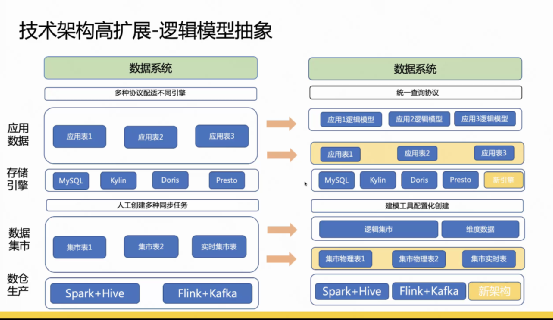 技术架构高扩展-逻辑模型抽象
数据系统
多种协议配适不同引擎
应用数据
应用表1 应用表2 应用表3
存储引擎
MySQL Kylin Doris Presto
人工创建多种同步任务
数据集市
集市表1 集市表2 实时集市表
数仓生产
Spark+Hive Flink+Kafka
数据系统
统一查询协议
应用1逻辑模型 应用2逻辑模型 应用3逻辑模型
应用表1 应用表2 应用表3
MySQL Kylin Doris Presto 新引擎
建模工具配置化创建
逻辑集市 维度数据
集市物理表1 集市物理表2 集市实时表
Spark+Hive Flink+Kafka 新架构